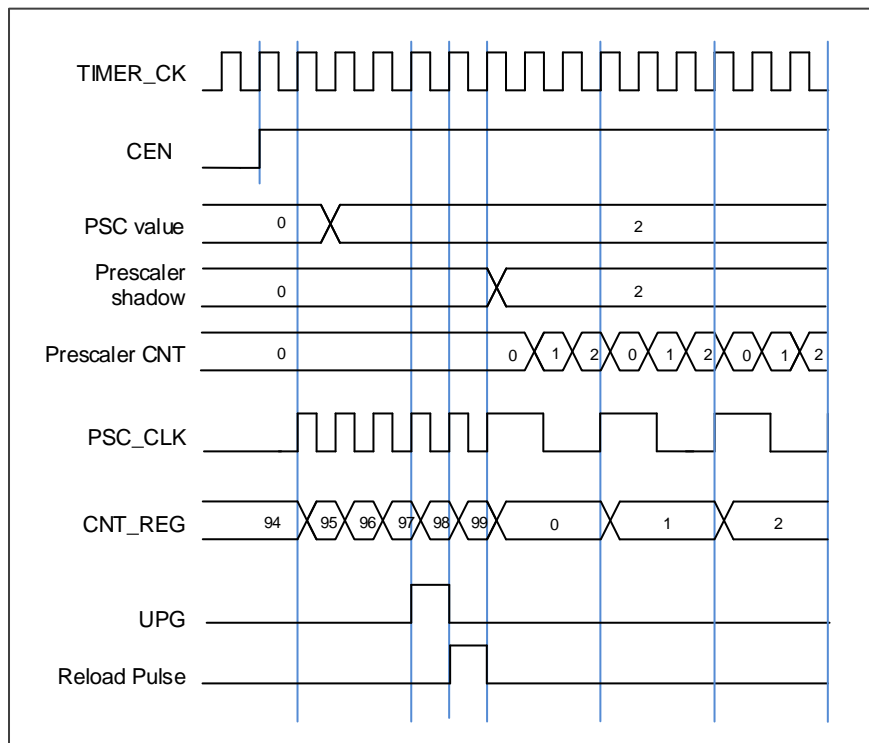 TIMER_CK
CEN
PSC value 0 2
Prescaler
shadow 0 2
Prescaler CNT 0 0 1 2 0 1 2 0 1 2
PSC_CLK
CNT_REG 94 95 96 97 98 99 0 1 2
UPG
Reload Pulse